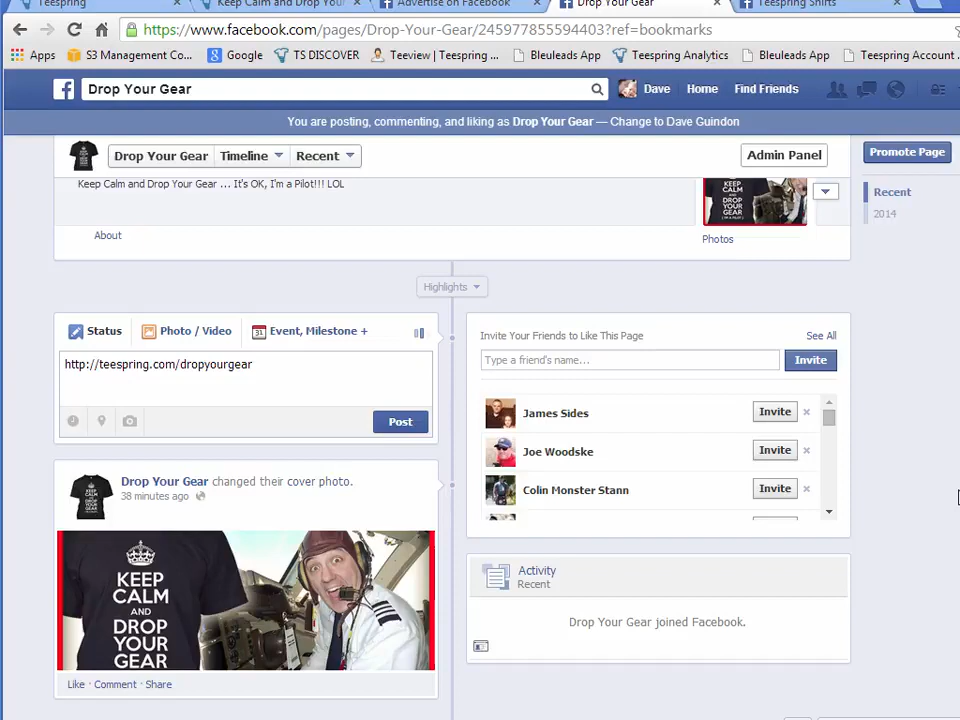 Teespring
Keep Calm and Drop Your
Advertise on Facebook
Drop Your Gear
Teespring Shirts
https://www.facebook.com/pages/Drop-Your-Gear/245977855594403?ref=bookmarks
Apps
S3 Management Co...
Google
TS DISCOVER
Teeview | Teespring ...
Bleuleads App
Teespring Analytics
Bleuleads App
Teespring Account
Drop Your Gear
Dave
Home
Find Friends
You are posting, commenting, and liking as Drop Your Gear — Change to Dave Guindon
Drop Your Gear
Timeline
Recent
Admin Panel
Promote Page
Recent
2014
Keep Calm and Drop Your Gear ... It's OK, I'm a Pilot!!! LOL
KEEP
CALM
AND
DROP
YOUR
GEAR
About
Photos
Highlights
Status
Photo / Video
Event, Milestone +
http://teespring.com/dropyourgear
Post
Invite Your Friends to Like This Page
See All
Type a friend's name...
Invite
James Sides
Invite
Joe Woodske
Invite
Colin Monster Stann
Invite
Drop Your Gear changed their cover photo.
38 minutes ago
KEEP
CALM
AND
DROP
YOUR
GEAR
Like · Comment · Share
Activity
Recent
Drop Your Gear joined Facebook.